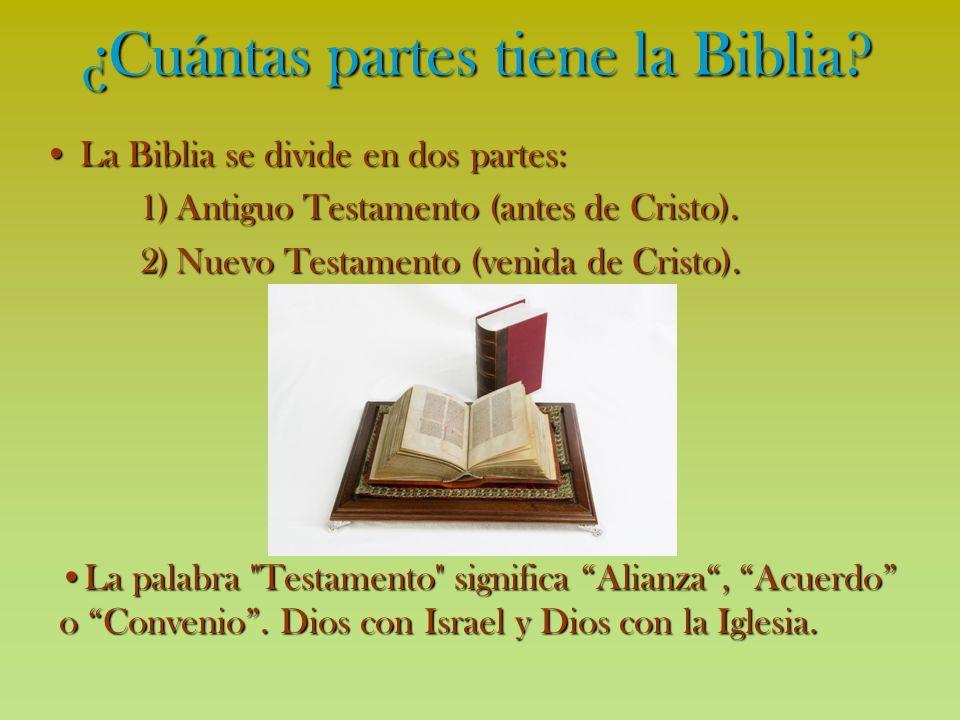 ¿Cuántas partes tiene la Biblia?
• La Biblia se divide en dos partes:
1) Antiguo Testamento (antes de Cristo).
2) Nuevo Testamento (venida de Cristo).
•La palabra "Testamento" significa “Alianza“, “Acuerdo”
o “Convenio”. Dios con Israel y Dios con la Iglesia.